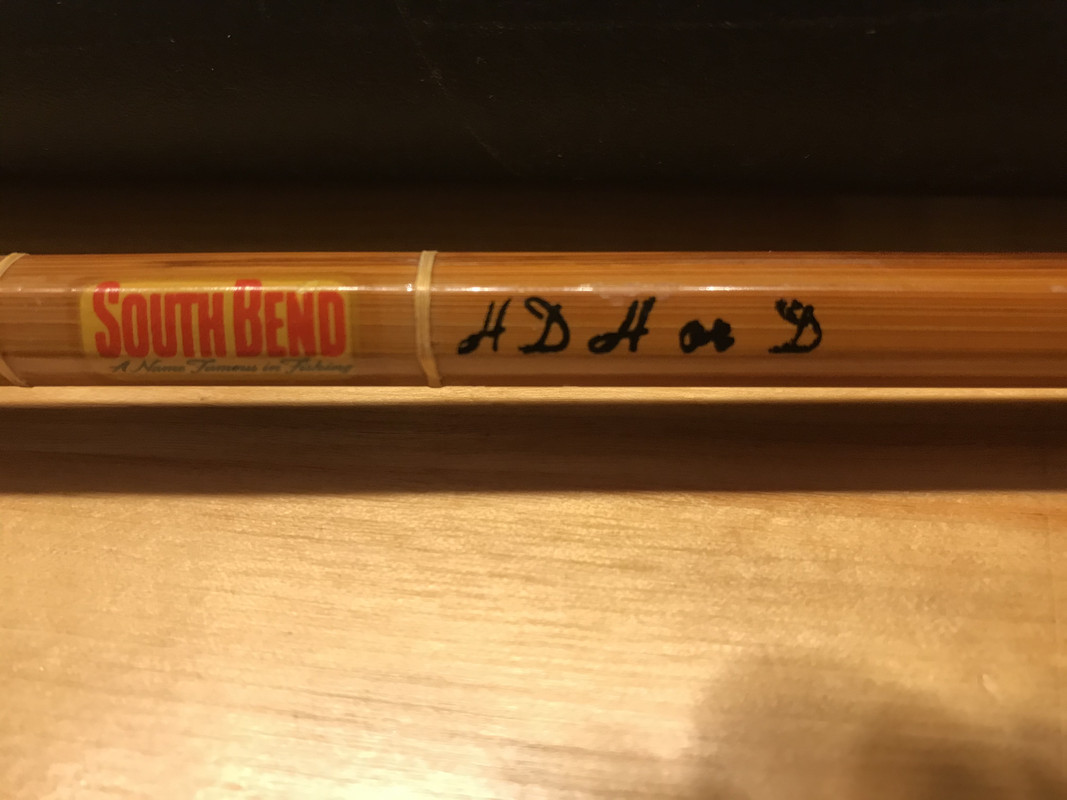 SOUTH BEND
A Name Famous in Fishing
HDH or D